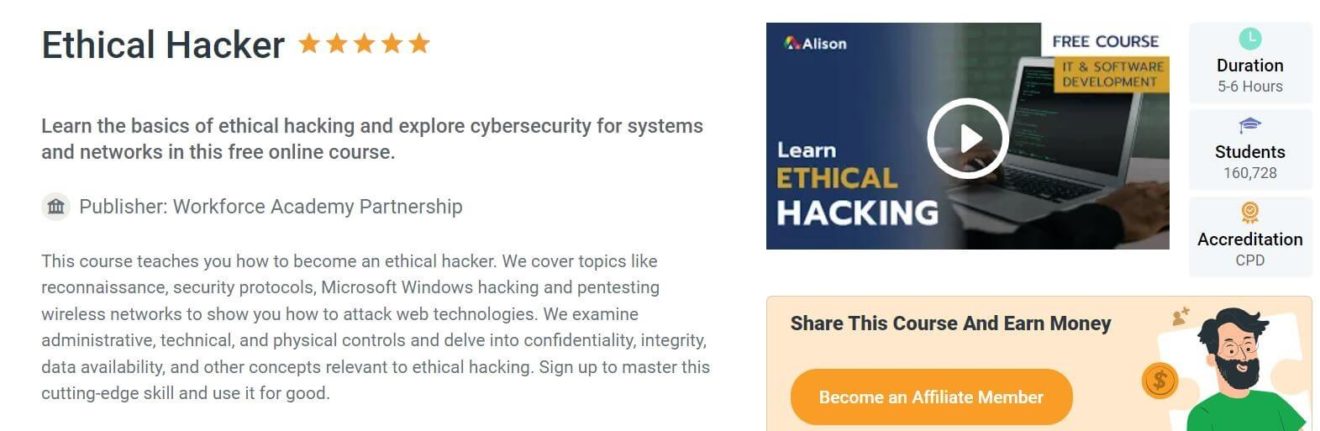 Ethical Hacker
Learn the basics of ethical hacking and explore cybersecurity for systems
and networks in this free online course.
Publisher: Workforce Academy Partnership
This course teaches you how to become an ethical hacker. We cover topics like
reconnaissance, security protocols, Microsoft Windows hacking and pentesting
wireless networks to show you how to attack web technologies. We examine
administrative, technical, and physical controls and delve into confidentiality, integrity,
data availability, and other concepts relevant to ethical hacking. Sign up to master this
cutting-edge skill and use it for good.
Alison
FREE COURSE
IT & SOFTWARE
DEVELOPMENT
Learn
ETHICAL
HACKING
Duration
5-6 Hours
Students
160,728
Accreditation
CPD
Share This Course And Earn Money
$
Become an Affiliate Member